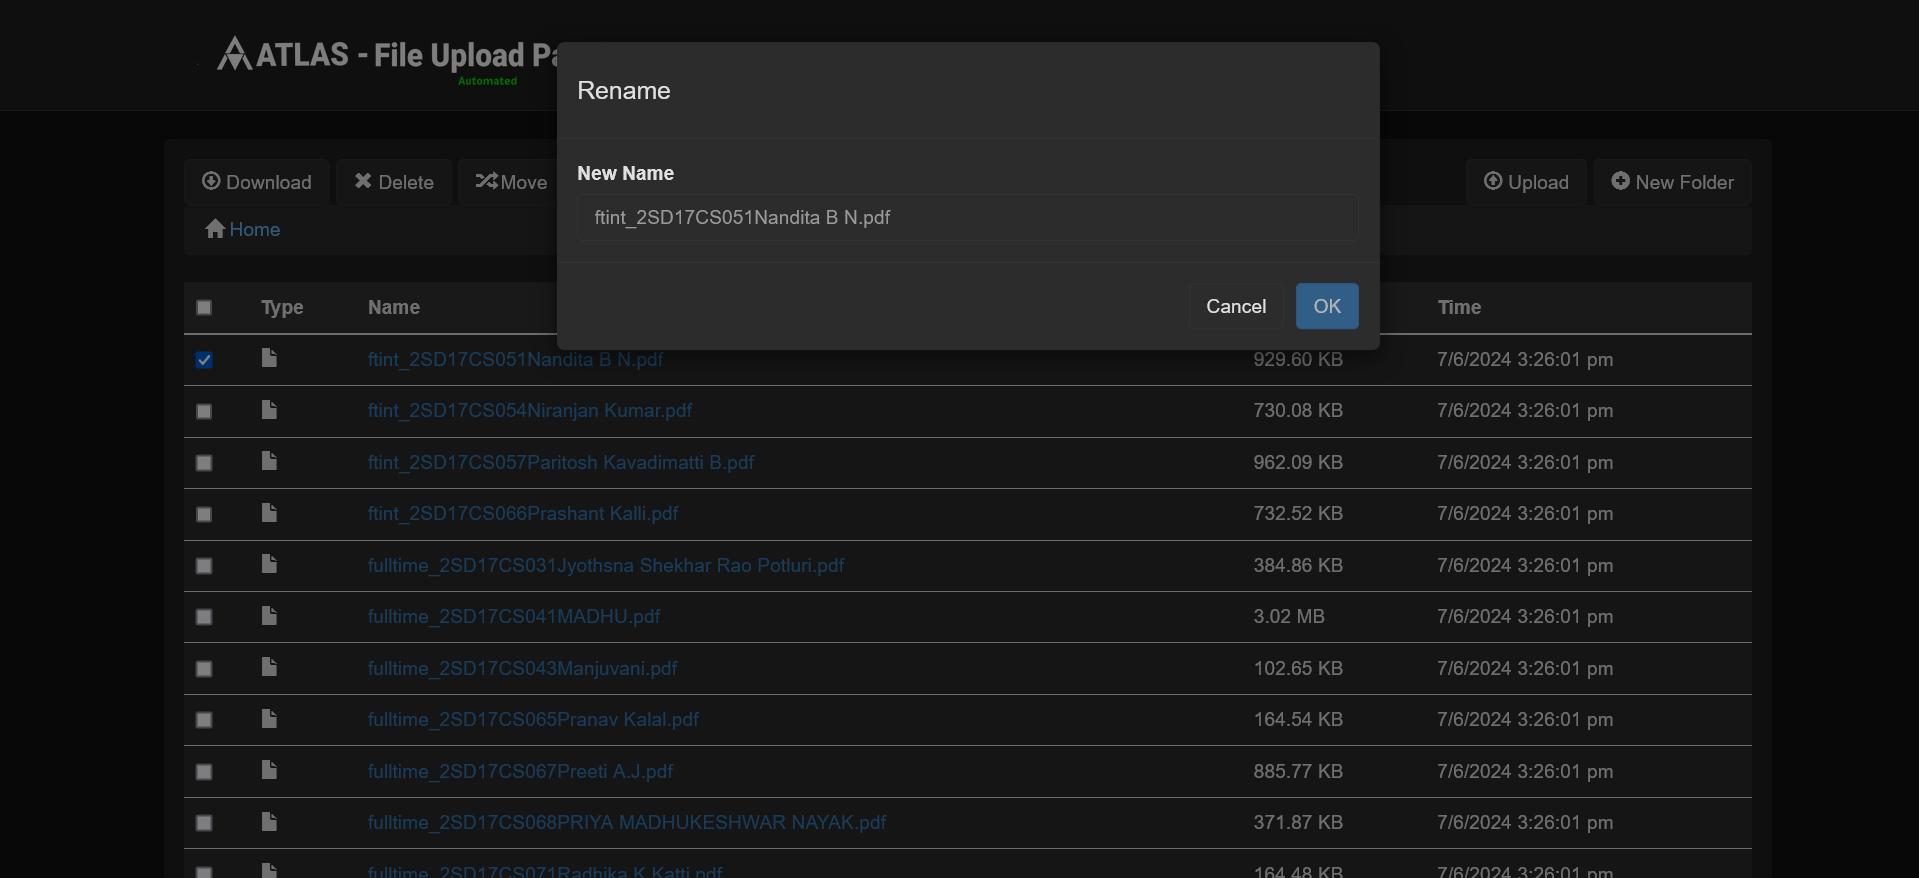 ATLAS - File Upload
Automated
Rename
New Name
ftint_2SD17CS051Nandita B N.pdf
Cancel OK
Download Delete Move Upload New Folder
Home
Type Name Time
ftint_2SD17CS051Nandita B N.pdf 929.60 KB 7/6/2024 3:26:01 pm
ftint_2SD17CS054Niranjan Kumar.pdf 730.08 KB 7/6/2024 3:26:01 pm
ftint_2SD17CS057Paritosh Kavadimatti B.pdf 962.09 KB 7/6/2024 3:26:01 pm
ftint_2SD17CS066Prashant Kalli.pdf 732.52 KB 7/6/2024 3:26:01 pm
fulltime_2SD17CS031Jyothsna Shekhar Rao Potluri.pdf 384.86 KB 7/6/2024 3:26:01 pm
fulltime_2SD17CS041MADHU.pdf 3.02 MB 7/6/2024 3:26:01 pm
fulltime_2SD17CS043Manjuvani.pdf 102.65 KB 7/6/2024 3:26:01 pm
fulltime_2SD17CS065Pranav Kalal.pdf 164.54 KB 7/6/2024 3:26:01 pm
fulltime_2SD17CS067Preeti A.J.pdf 885.77 KB 7/6/2024 3:26:01 pm
fulltime_2SD17CS068PRIYA MADHUKESHWAR NAYAK.pdf 371.87 KB 7/6/2024 3:26:01 pm
fulltime_2SD17CS071Radhika K Katti.pdf 164.48 KB 7/6/2024 3:26:01 pm